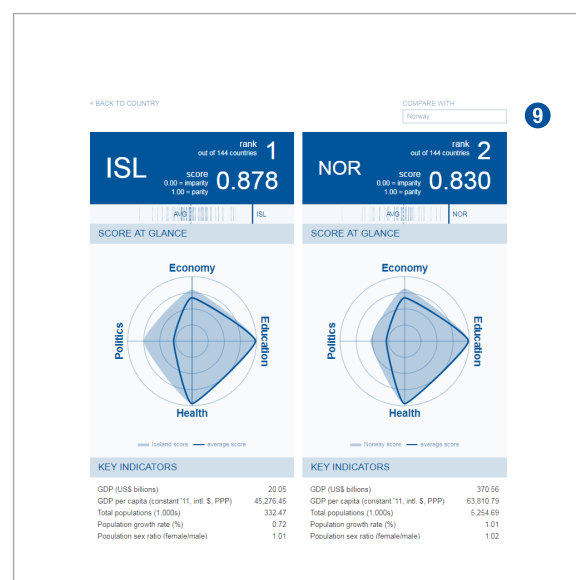 < BACK TO COUNTRY
COMPARE WITH
Norway
9
ISL
rank 1
out of 144 countries
score 0.878
0.00 = imparity
1.00 = parity
AVG
ISL
SCORE AT GLANCE
Economy
Politics
Education
Health
Iceland score
average score
KEY INDICATORS
GDP (US$ billions) 20.05
GDP per capita (constant '11, intl. $, PPP) 45,276.45
Total populations (1,000s) 332.47
Population growth rate (%) 0.72
Population sex ratio (female/male) 1.01
NOR
rank 2
out of 144 countries
score 0.830
0.00 = imparity
1.00 = parity
AVG
NOR
SCORE AT GLANCE
Economy
Politics
Education
Health
Norway score
average score
KEY INDICATORS
GDP (US$ billions) 370.56
GDP per capita (constant '11, intl. $, PPP) 63,810.79
Total populations (1,000s) 5,254.69
Population growth rate (%) 1.01
Population sex ratio (female/male) 1.02